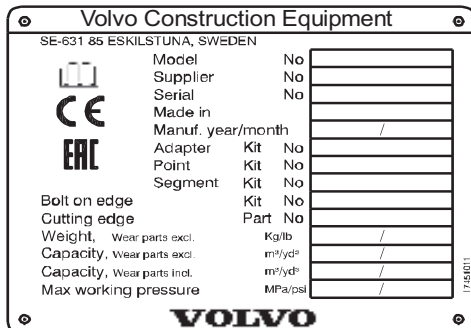 Volvo Construction Equipment
SE-631 85 ESKILSTUNA, SWEDEN
Model No
Supplier No
Serial No
Made in
Manuf. year/month /
Adapter Kit No
Point Kit No
Segment Kit No
Bolt on edge Kit No
Cutting edge Part No
Weight, Wear parts excl. Kg/lb /
Capacity, Wear parts excl. m³/yd³ /
Capacity, Wear parts incl. m³/yd³ /
Max working pressure MPa/psi /
CE
EAC
VOLVO